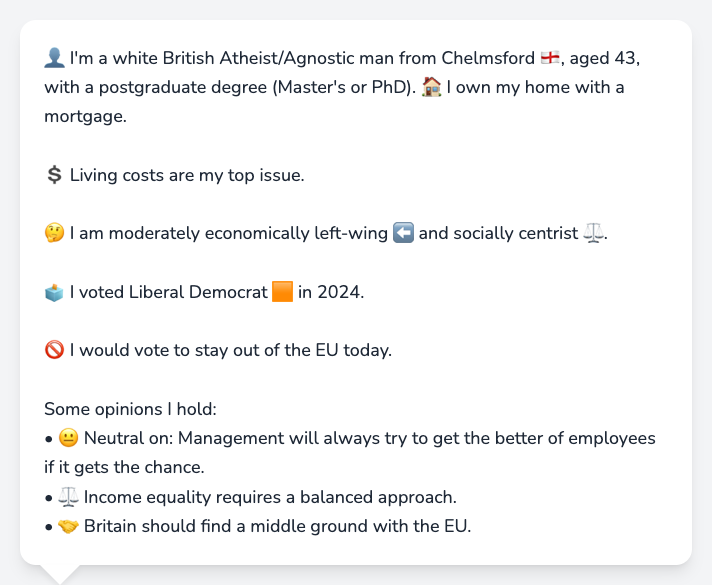 👤 I'm a white British Atheist/Agnostic man from Chelmsford 🏴󠁧󠁢󠁥󠁮󠁧󠁿, aged 43,
with a postgraduate degree (Master's or PhD). 🏠 I own my home with a
mortgage.
💲 Living costs are my top issue.
🤔 I am moderately economically left-wing ⬅️ and socially centrist ⚖️.
🗳️ I voted Liberal Democrat 🟧 in 2024.
🚫 I would vote to stay out of the EU today.
Some opinions I hold:
• 😐 Neutral on: Management will always try to get the better of employees
if it gets the chance.
• ⚖️ Income equality requires a balanced approach.
• 🤝 Britain should find a middle ground with the EU.